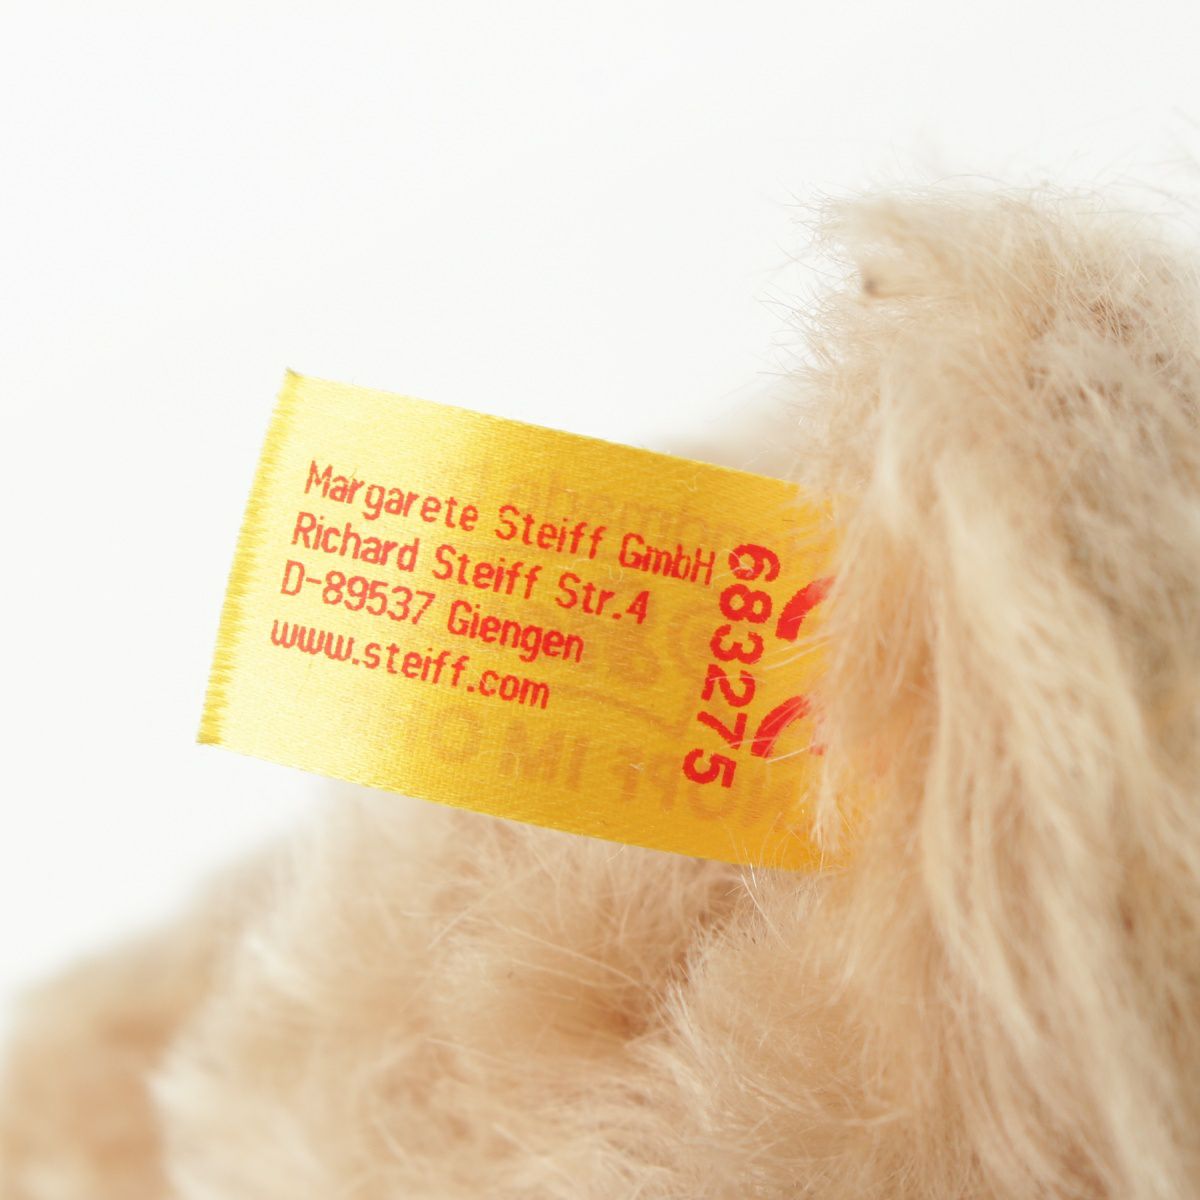 Margarete Steiff GmbH
Richard Steiff Str.4
D-89537 Giengen
www.steiff.com
683275